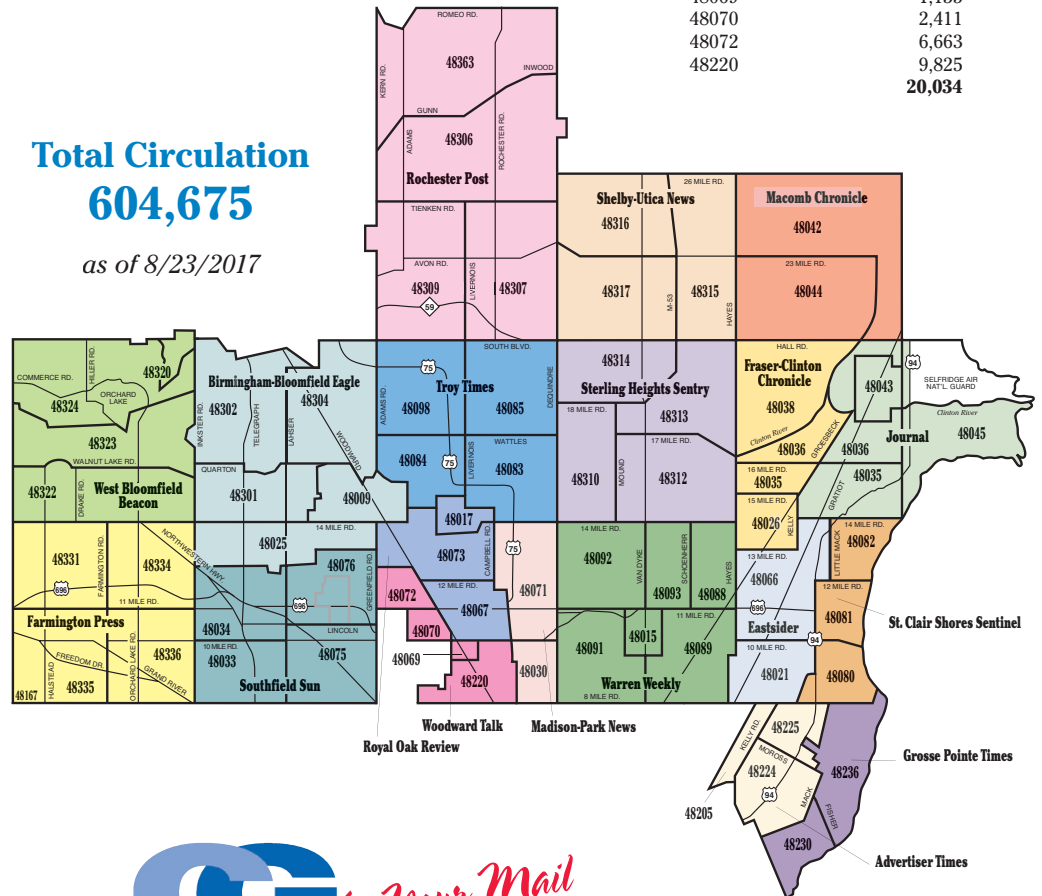 48070 2,411
48072 6,663
48220 9,825
20,034
Total Circulation
604,675
as of 8/23/2017
ROMEO RD.
KERN RD.
48363
INWOOD
GUNN
ADAMS
48306
ROCHESTER RD.
Rochester Post
TIENKEN RD.
AVON RD.
LIVERNOIS
48309
48307
59
26 MILE RD.
Shelby-Utica News
48316
48317
M-53
48315
HAYES
Macomb Chronicle
48042
23 MILE RD.
48044
COMMERCE RD.
HILLER RD.
48320
ORCHARD
LAKE
48324
48323
WALNUT LAKE RD.
48322
DRAKE RD.
West Bloomfield
Beacon
Birmingham-Bloomfield Eagle
48302
48304
INKSTER RD.
TELEGRAPH
LAHSER
WOODWARD
QUARTON
48301
48009
14 MILE RD.
48025
SOUTH BLVD.
75
Troy Times
ADAMS RD.
48098
48085
DEQUINDRE
WATTLES
48084
75
LIVERNOIS
48083
48314
Sterling Heights Sentry
18 MILE RD.
48313
17 MILE RD.
48310
MOUND
48312
HALL RD.
Fraser-Clinton
Chronicle
48038
Clinton River
48036
GROESBECK
16 MILE RD.
48035
15 MILE RD.
48026
KELLY
94
48043
SELFRIDGE AIR
NAT'L. GUARD
Clinton River
Journal
48045
48036
48035
GRATIOT
48331
FARMINGTON RD.
48334
NORTHWESTERN HWY
696
11 MILE RD.
Farmington Press
ORCHARD LAKE RD.
48336
FREEDOM DR.
GRAND RIVER
HALSTEAD
48335
48167
48076
GREENFIELD RD.
696
LINCOLN
48034
10 MILE RD.
48033
48075
Southfield Sun
48017
48073
CAMPBELL RD.
75
12 MILE RD.
48072
48067
48070
48069
48220
48071
48030
Woodward Talk
Royal Oak Review
Madison-Park News
14 MILE RD.
48092
VAN DYKE
SCHOENHERR
HAYES
48093
48088
11 MILE RD.
48015
48091
48089
Warren Weekly
8 MILE RD.
13 MILE RD.
48066
696
Eastsider
10 MILE RD.
48021
94
LITTLE MACK
14 MILE RD.
48082
12 MILE RD.
48081
48080
St. Clair Shores Sentinel
KELLY RD.
48225
MOROSS
48224
94
MACK
48205
48236
FISHER
48230
Grosse Pointe Times
Advertiser Times
CG
Your Mail